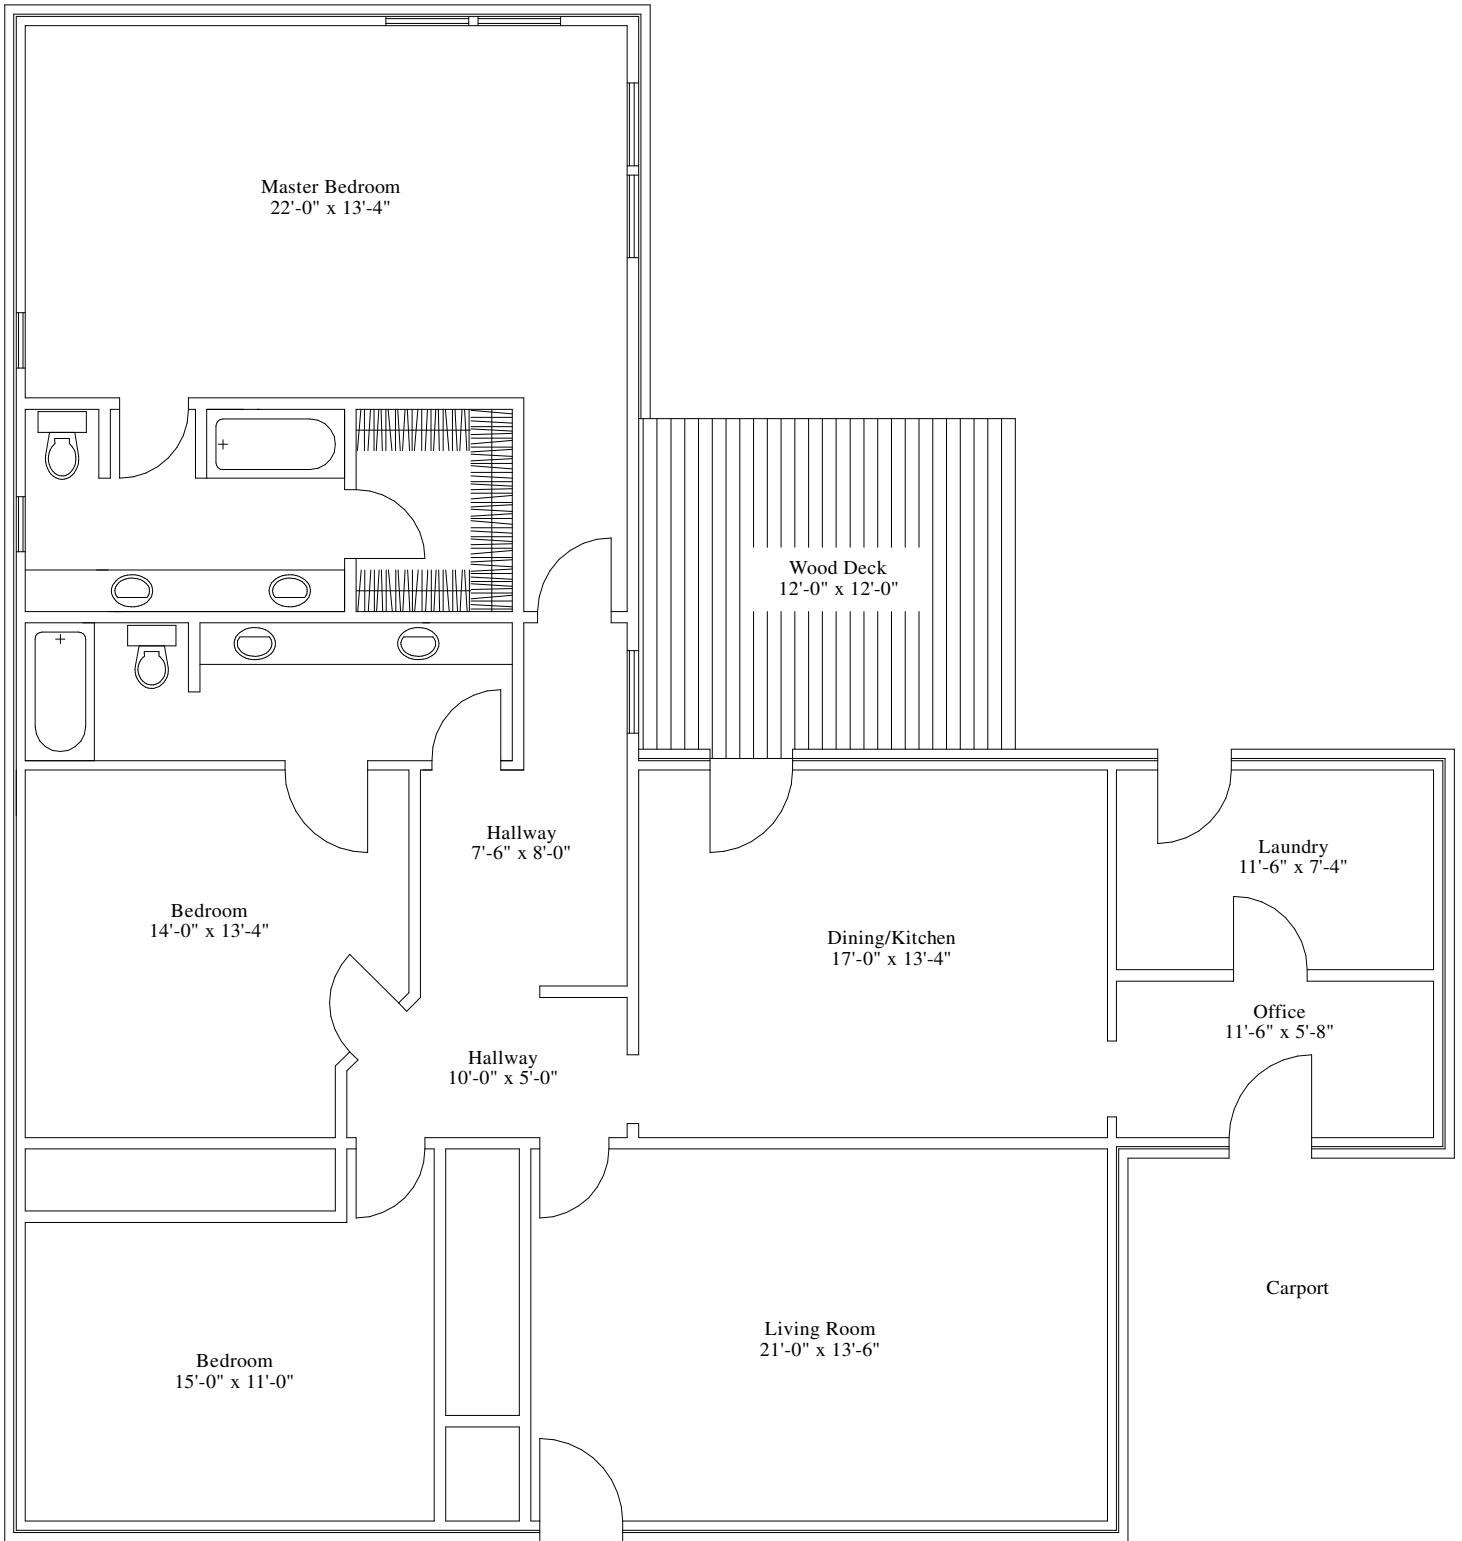 Master Bedroom
22'-0" x 13'-4"
Wood Deck
12'-0" x 12'-0"
Hallway
7'-6" x 8'-0"
Laundry
11'-6" x 7'-4"
Bedroom
14'-0" x 13'-4"
Dining/Kitchen
17'-0" x 13'-4"
Office
11'-6" x 5'-8"
Hallway
10'-0" x 5'-0"
Carport
Living Room
21'-0" x 13'-6"
Bedroom
15'-0" x 11'-0"